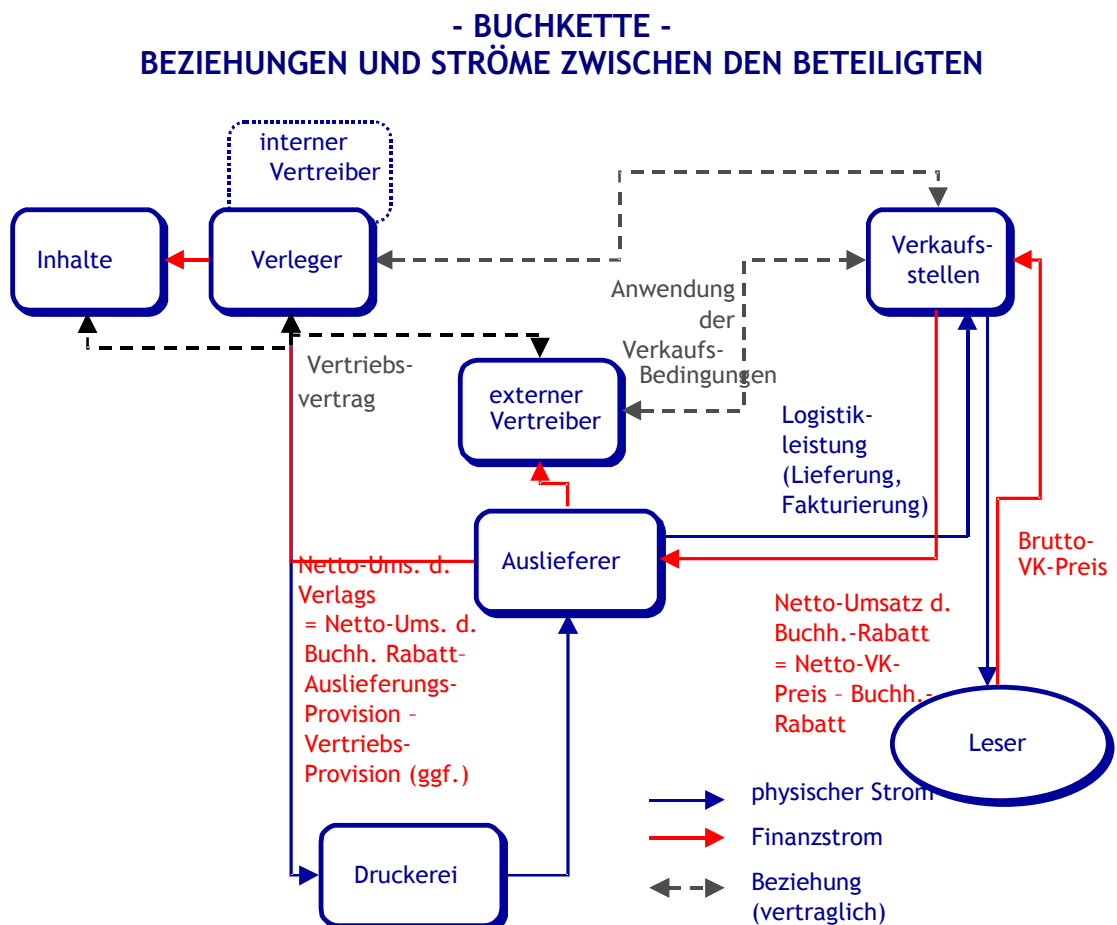 - BUCHKETTE -
BEZIEHUNGEN UND STRÖME ZWISCHEN DEN BETEILIGTEN
interner
Vertreiber
Inhalte
Verleger
Verkaufs-
stellen
Anwendung
der
Verkaufs-
Bedingungen
Vertriebs-
vertrag
externer
Vertreiber
Logistik-
leistung
(Lieferung,
Fakturierung)
Auslieferer
Brutto-
VK-Preis
Netto-Ums. d.
Verlags
= Netto-Ums. d.
Buchh. Rabatt–
Auslieferungs-
Provision –
Vertriebs-
Provision (ggf.)
Netto-Umsatz d.
Buchh.-Rabatt
= Netto-VK-
Preis – Buchh.-
Rabatt
Leser
Druckerei
physischer Strom
Finanzstrom
Beziehung
(vertraglich)